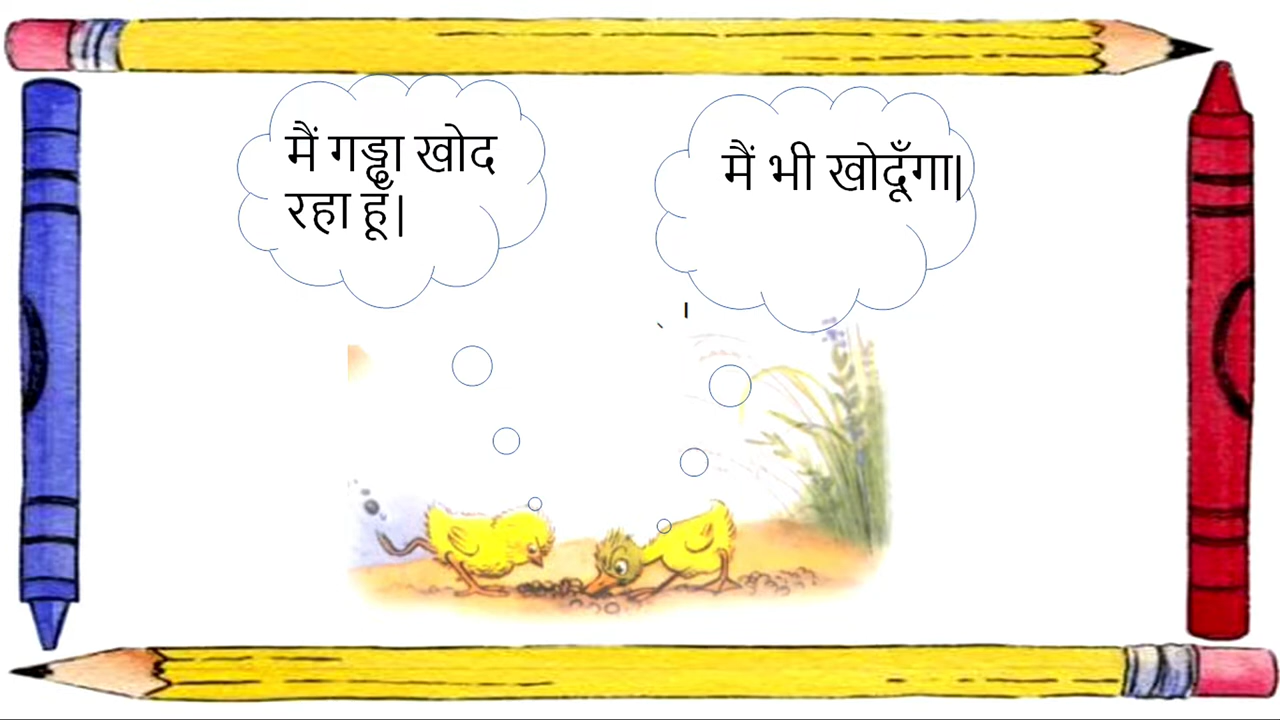 मैं गड्ढा खोद
रहा हूँ।
मैं भी खोदूँगा।